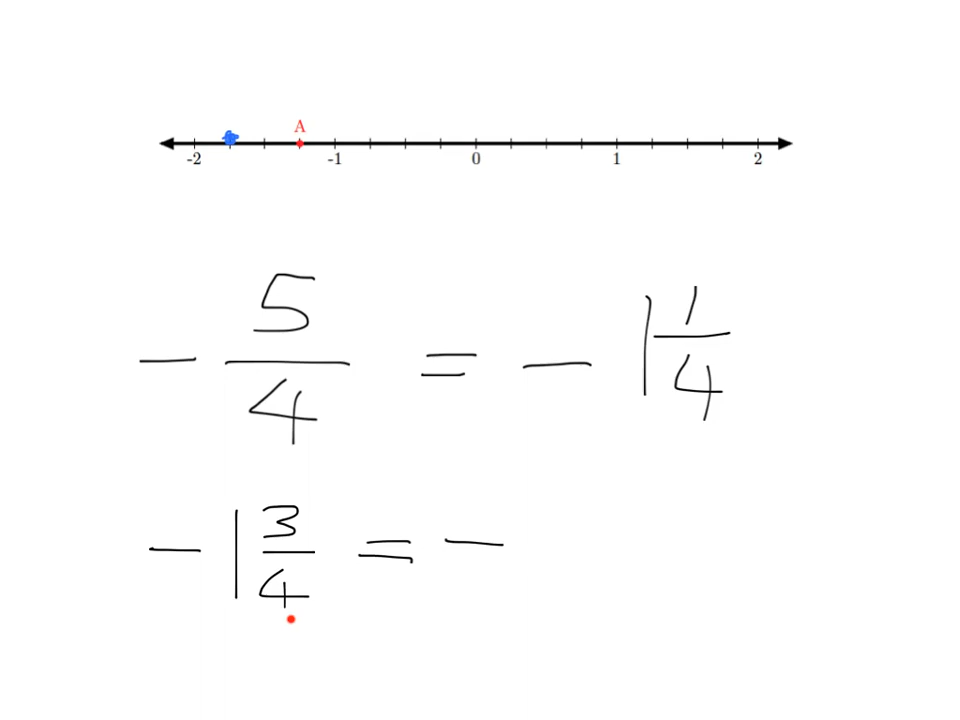 A
-2 -1 0 1 2
- 5/4 = - 1 1/4
- 1 3/4 = -